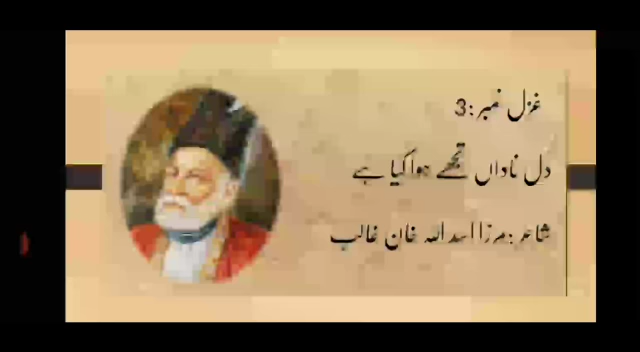 غزل نمبر :3
دل ناداں تجھے ہوا کیا ہے
شاعر :مرزا اسد اللہ خان غالب